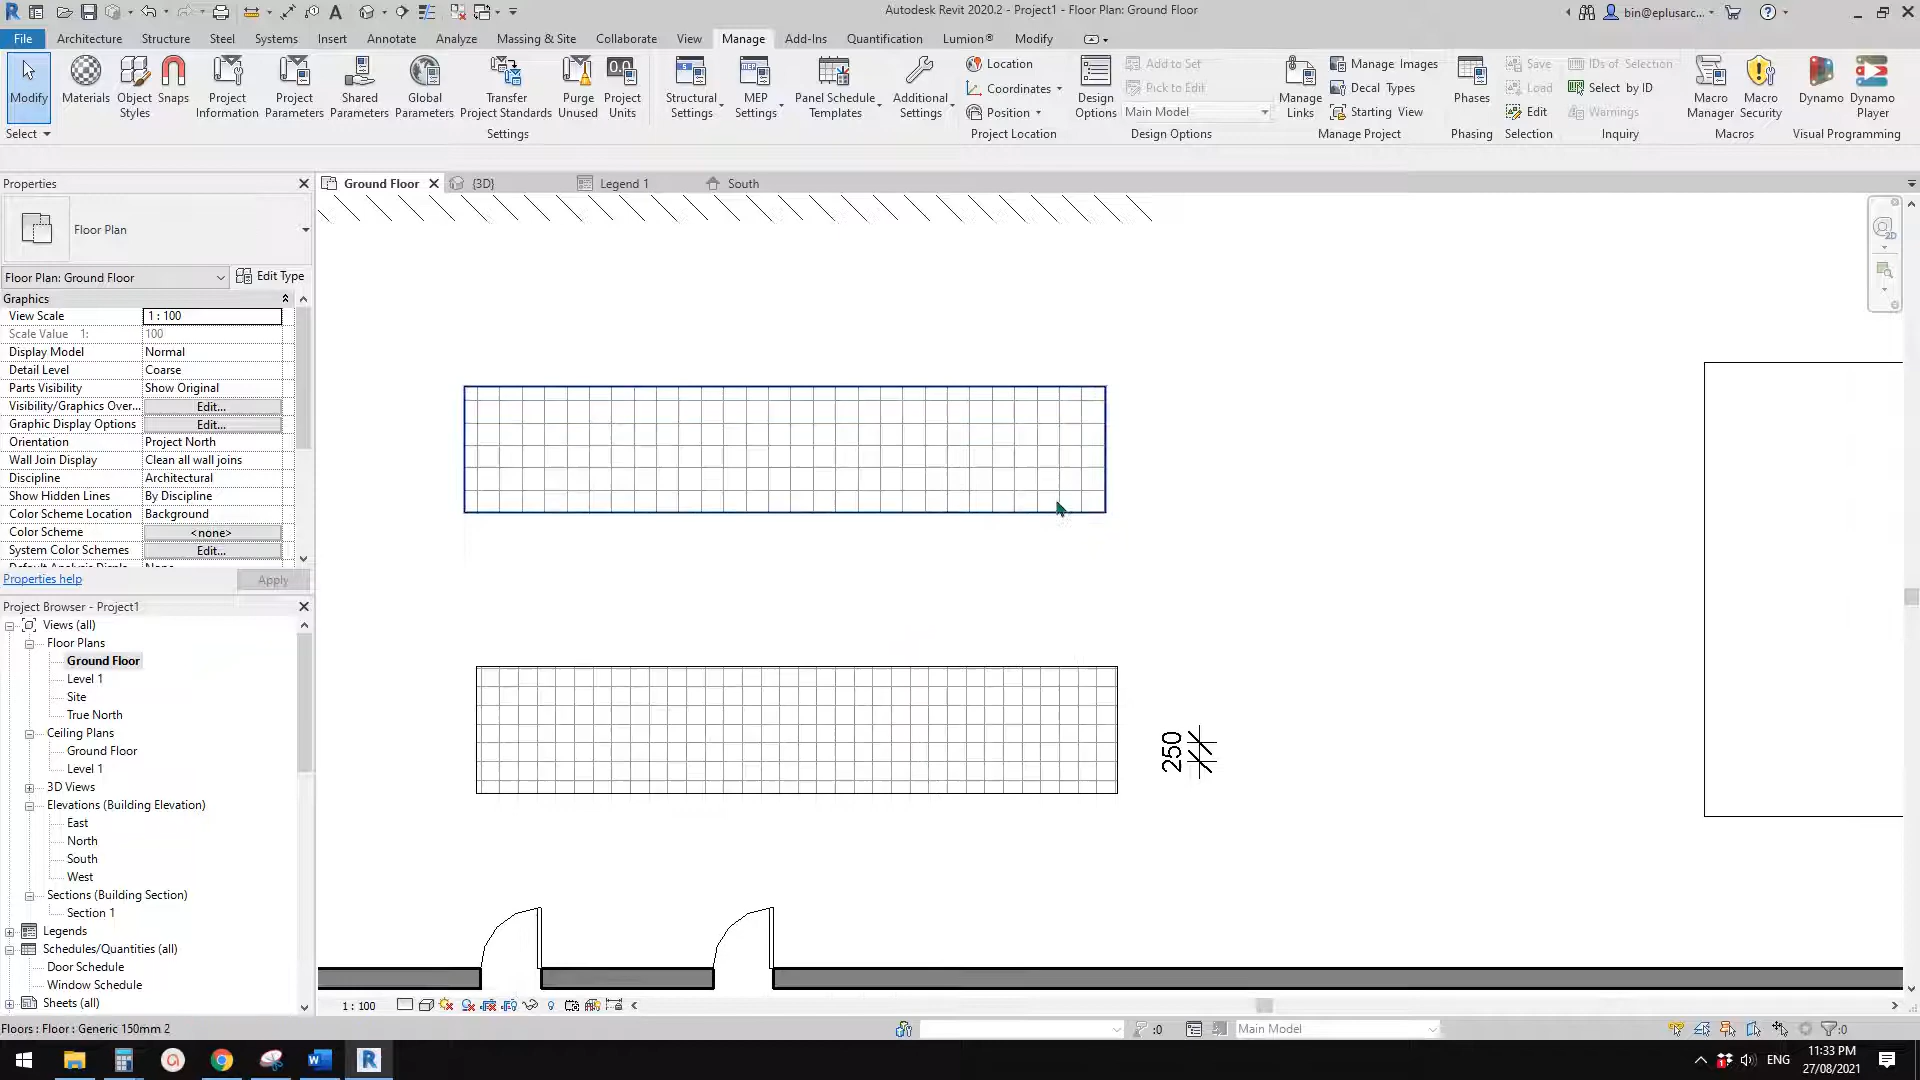 Autodesk Revit 2020.2 - Project1 - Floor Plan: Ground Floor
bin@eplusarc...
File Architecture Structure Steel Systems Insert Annotate Analyze Massing & Site Collaborate View Manage Add-Ins Quantification Lumion® Modify
Modify
Materials
Object Styles
Snaps
Project Information
Project Parameters
Shared Parameters
Global Parameters
Transfer Project Standards
Purge Unused
Project Units
Structural Settings
MEP Settings
Panel Schedule Templates
Additional Settings
Location
Coordinates
Position
Design Options
Add to Set
Pick to Edit
Main Model
Manage Links
Manage Images
Decal Types
Starting View
Phases
Save
Load
Edit
IDs of Selection
Select by ID
Warnings
Macro Manager
Macro Security
Dynamo
Dynamo Player
Select Settings Project Location Design Options Manage Project Phasing Selection Inquiry Macros Visual Programming
Properties
Ground Floor {3D} Legend 1 South
Floor Plan
Floor Plan: Ground Floor Edit Type
Graphics
View Scale 1 : 100
Scale Value 1: 100
Display Model Normal
Detail Level Coarse
Parts Visibility Show Original
Visibility/Graphics Over... Edit...
Graphic Display Options Edit...
Orientation Project North
Wall Join Display Clean all wall joins
Discipline Architectural
Show Hidden Lines By Discipline
Color Scheme Location Background
Color Scheme <none>
System Color Schemes Edit...
Properties help Apply
Project Browser - Project1
Views (all)
Floor Plans
Ground Floor
Level 1
Site
True North
Ceiling Plans
Ground Floor
Level 1
3D Views
Elevations (Building Elevation)
East
North
South
West
Sections (Building Section)
Section 1
Legends
Schedules/Quantities (all)
Door Schedule
Window Schedule
Sheets (all)
250
2D
1 : 100
Floors : Floor : Generic 150mm 2
:0
Main Model
:0
ENG
11:33 PM
27/08/2021